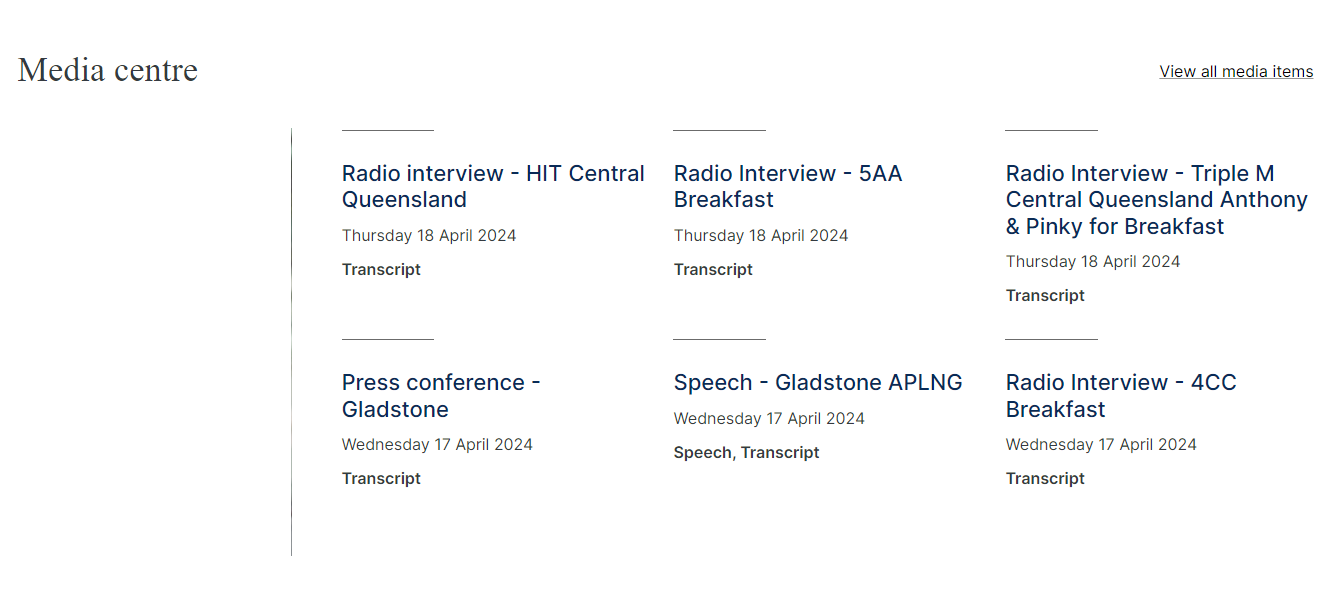 Media centre
View all media items
Radio interview - HIT Central
Queensland
Thursday 18 April 2024
Transcript
Radio Interview - 5AA
Breakfast
Thursday 18 April 2024
Transcript
Radio Interview - Triple M
Central Queensland Anthony
& Pinky for Breakfast
Thursday 18 April 2024
Transcript
Press conference -
Gladstone
Wednesday 17 April 2024
Transcript
Speech - Gladstone APLNG
Wednesday 17 April 2024
Speech, Transcript
Radio Interview - 4CC
Breakfast
Wednesday 17 April 2024
Transcript